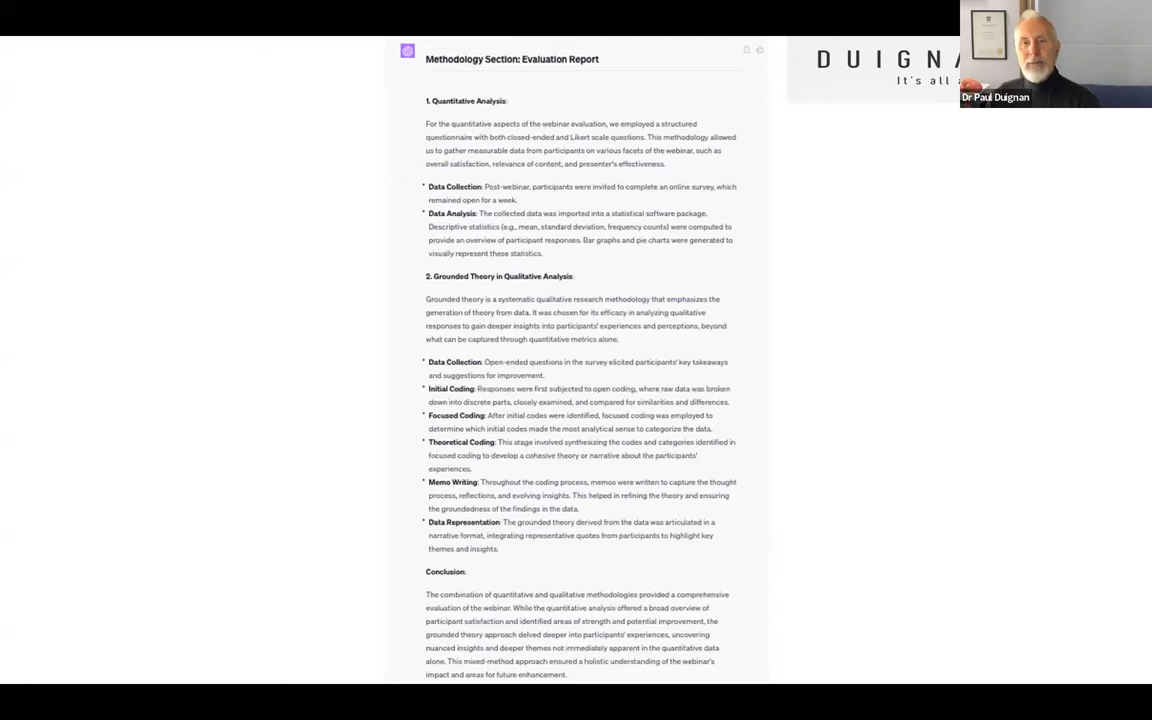 Methodology Section: Evaluation Report
DUIGNA
It's all
Dr Paul Duignan
1. Quantitative Analysis:
For the quantitative aspects of the webinar evaluation, we employed a structured
questionnaire with both closed-ended and Likert scale questions. This methodology allowed
us to gather measurable data from participants on various facets of the webinar, such as
overall satisfaction, relevance of content, and presenter's effectiveness.
• Data Collection: Post-webinar, participants were invited to complete an online survey, which
remained open for a week.
• Data Analysis: The collected data was imported into a statistical software package.
Descriptive statistics (e.g., mean, standard deviation, frequency counts) were computed to
provide an overview of participant responses. Bar graphs and pie charts were generated to
visually represent these statistics.
2. Grounded Theory in Qualitative Analysis:
Grounded theory is a systematic qualitative research methodology that emphasizes the
generation of theory from data. It was chosen for its efficacy in analyzing qualitative
responses to gain deeper insights into participants' experiences and perceptions, beyond
what can be captured through quantitative metrics alone.
• Data Collection: Open-ended questions in the survey elicited participants' key takeaways
and suggestions for improvement.
• Initial Coding: Responses were first subjected to open coding, where raw data was broken
down into discrete parts, closely examined, and compared for similarities and differences.
• Focused Coding: After initial codes were identified, focused coding was employed to
determine which initial codes made the most analytical sense to categorize the data.
• Theoretical Coding: This stage involved synthesizing the codes and categories identified in
focused coding to develop a cohesive theory or narrative about the participants'
experiences.
• Memo Writing: Throughout the coding process, memos were written to capture the thought
process, reflections, and evolving insights. This helped in refining the theory and ensuring
the groundedness of the findings in the data.
• Data Representation: The grounded theory derived from the data was articulated in a
narrative format, integrating representative quotes from participants to highlight key
themes and insights.
Conclusion:
The combination of quantitative and qualitative methodologies provided a comprehensive
evaluation of the webinar. While the quantitative analysis offered a broad overview of
participant satisfaction and identified areas of strength and potential improvement, the
grounded theory approach delved deeper into participants' experiences, uncovering
nuanced insights and deeper themes not immediately apparent in the quantitative data
alone. This mixed-method approach ensured a holistic understanding of the webinar's
impact and areas for future enhancement.